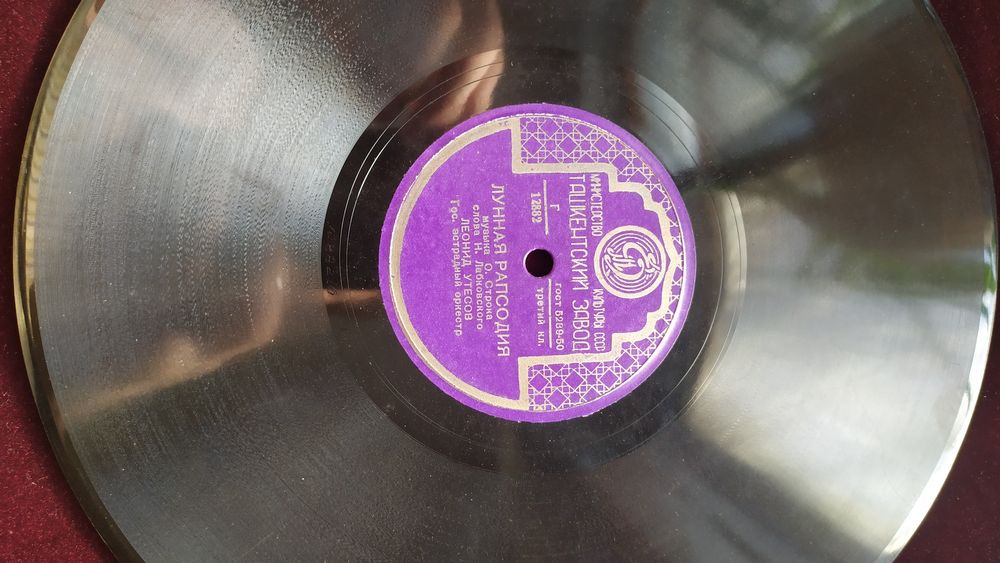 МИНИСТЕРСТВО КУЛЬТУРЫ СССР
ТАШКЕНТСКИЙ ЗАВОД
Г
12882
ГОСТ 5289-50
третий кл.
ЛУННАЯ РАПСОДИЯ
музыка О. Строка
слова Н. Лабковского
ЛЕОНИД УТЕСОВ
Гос. эстрадный оркестр